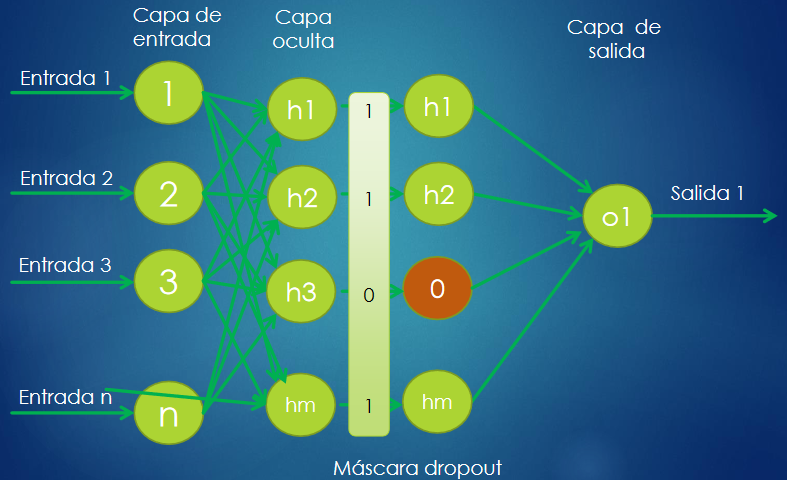 Capa de
entrada
Capa
oculta
Capa de
salida
Entrada 1
1
h1
1
h1
Entrada 2
2
h2
1
h2
o1
Salida 1
Entrada 3
3
h3
0
0
Entrada n
n
hm
1
hm
Máscara dropout